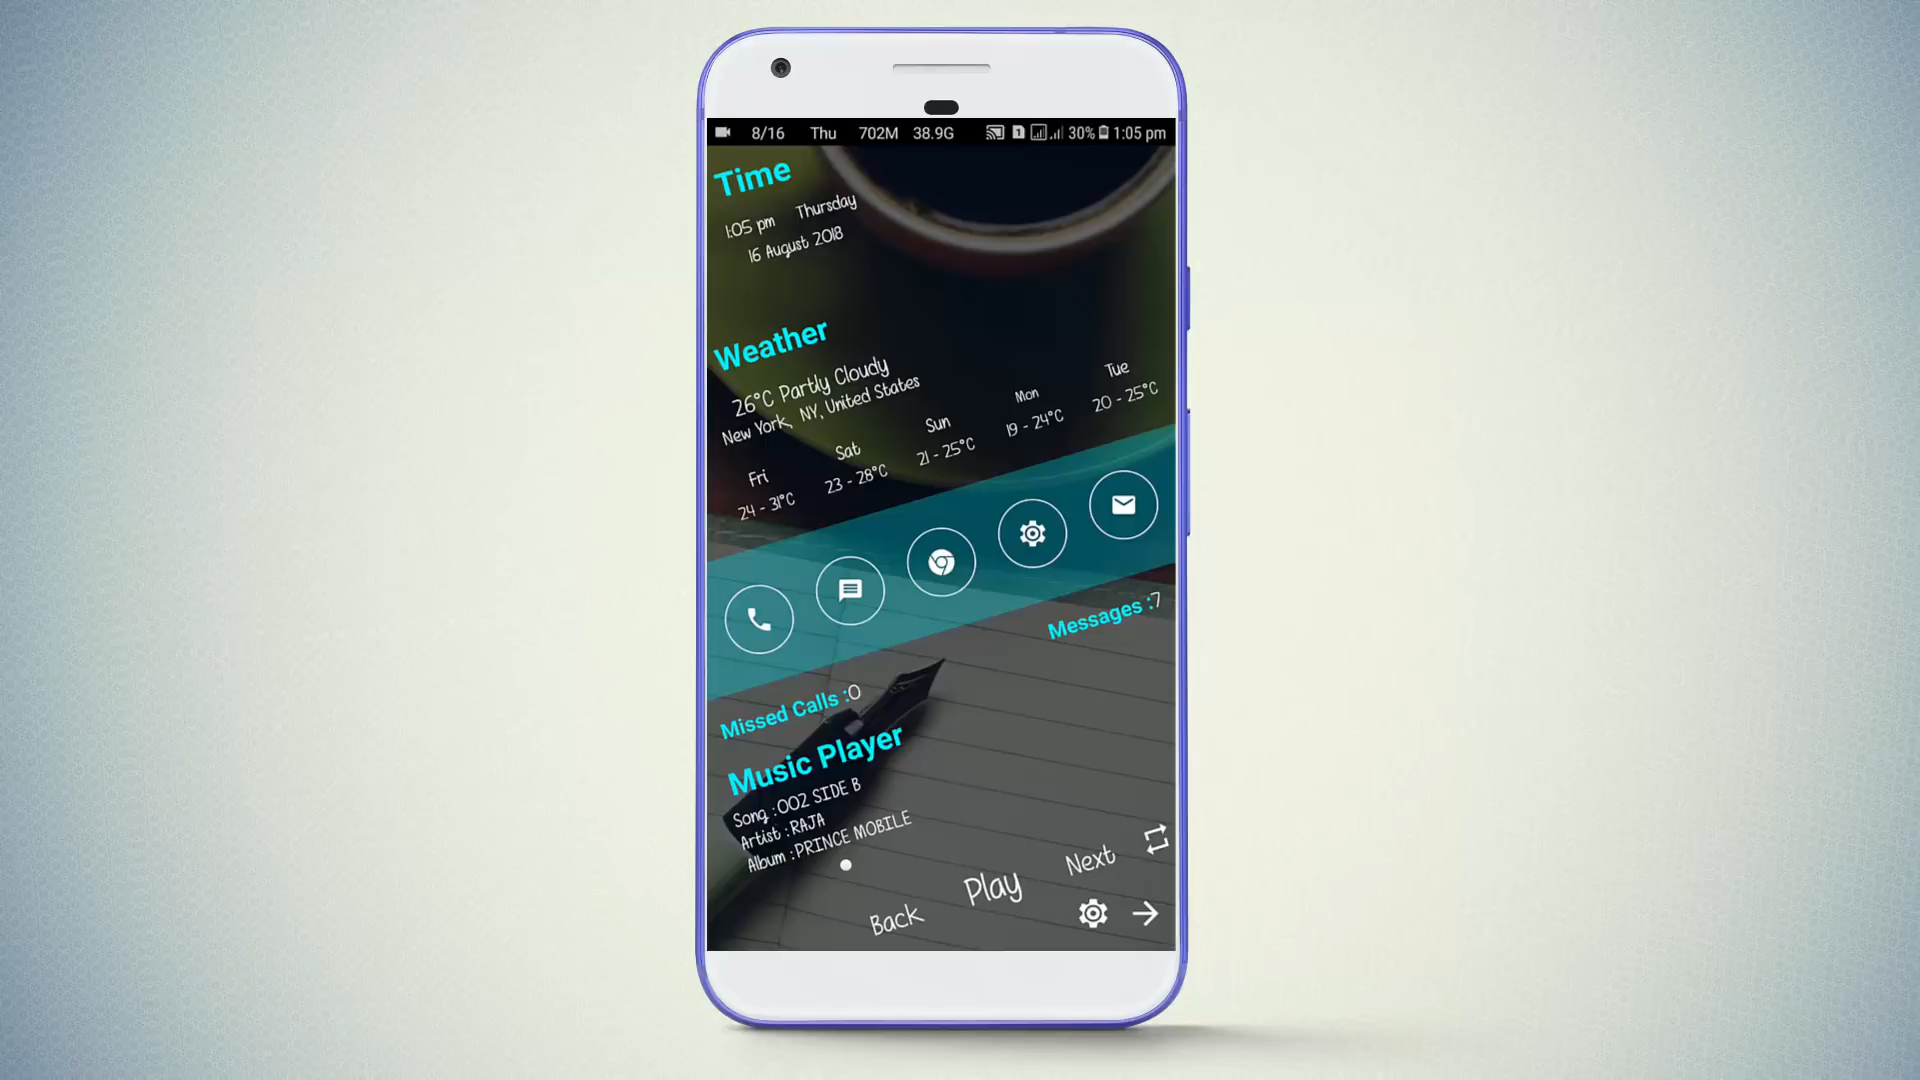 8/16 Thu 702M 38.9G 1 30% 1:05 pm
Time
1:05 pm Thursday
16 August 2018
Weather
26°C Partly Cloudy
New York, NY, United States
Fri
24 - 31°C
Sat
23 - 28°C
Sun
21 - 25°C
Mon
19 - 24°C
Tue
20 - 25°C
Messages :7
Missed Calls :0
Music Player
Song :002 SIDE B
Artist :RAJA
Album :PRINCE MOBILE
Back
Play
Next